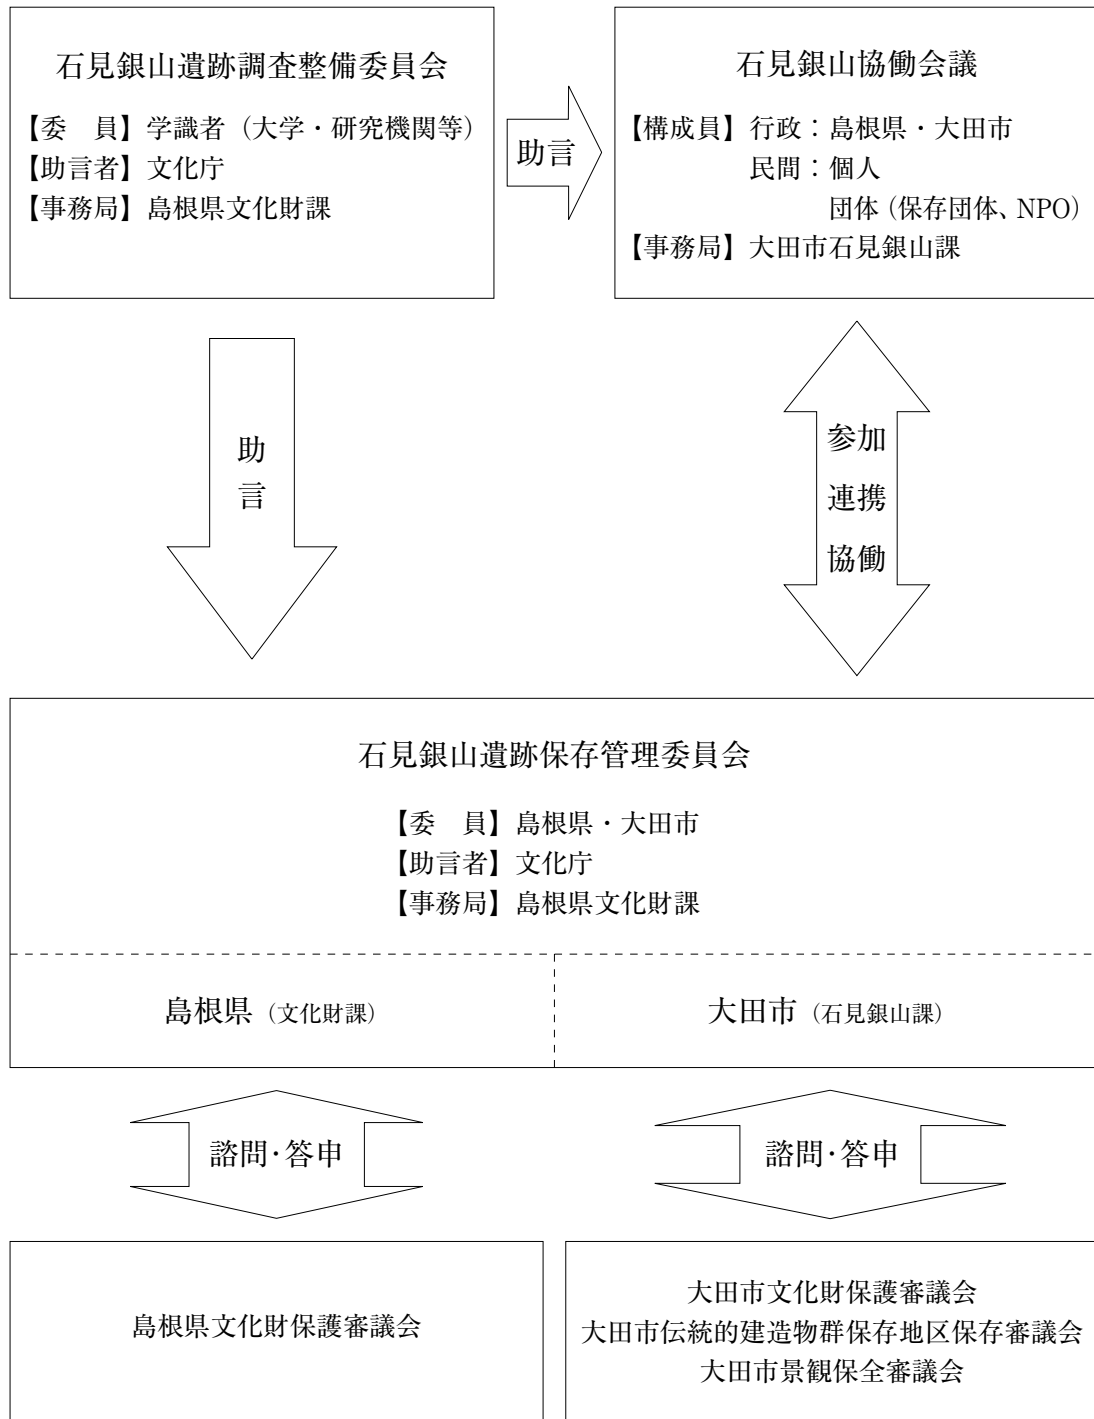 石見銀山遺跡調査整備委員会
【委　員】学識者（大学・研究機関等）
【助言者】文化庁
【事務局】島根県文化財課
助言
石見銀山協働会議
【構成員】行政：島根県・大田市
民間：個人
団体（保存団体、NPO）
【事務局】大田市石見銀山課
助
言
参加
連携
協働
石見銀山遺跡保存管理委員会
【委　員】島根県・大田市
【助言者】文化庁
【事務局】島根県文化財課
島根県（文化財課）
大田市（石見銀山課）
諮問・答申
諮問・答申
島根県文化財保護審議会
大田市文化財保護審議会
大田市伝統的建造物群保存地区保存審議会
大田市景観保全審議会